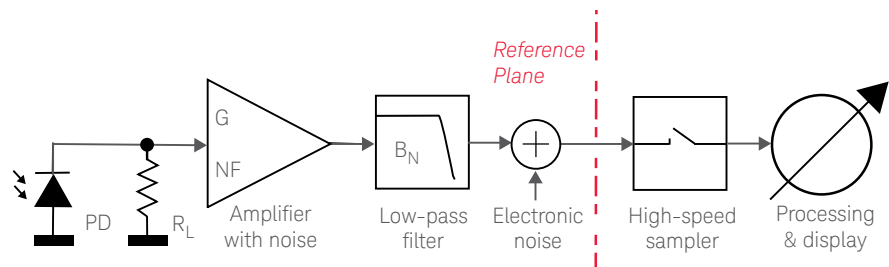 Reference
Plane
G
NF
B_N
PD
R_L
Amplifier
with noise
Low-pass
filter
Electronic
noise
High-speed
sampler
Processing
& display